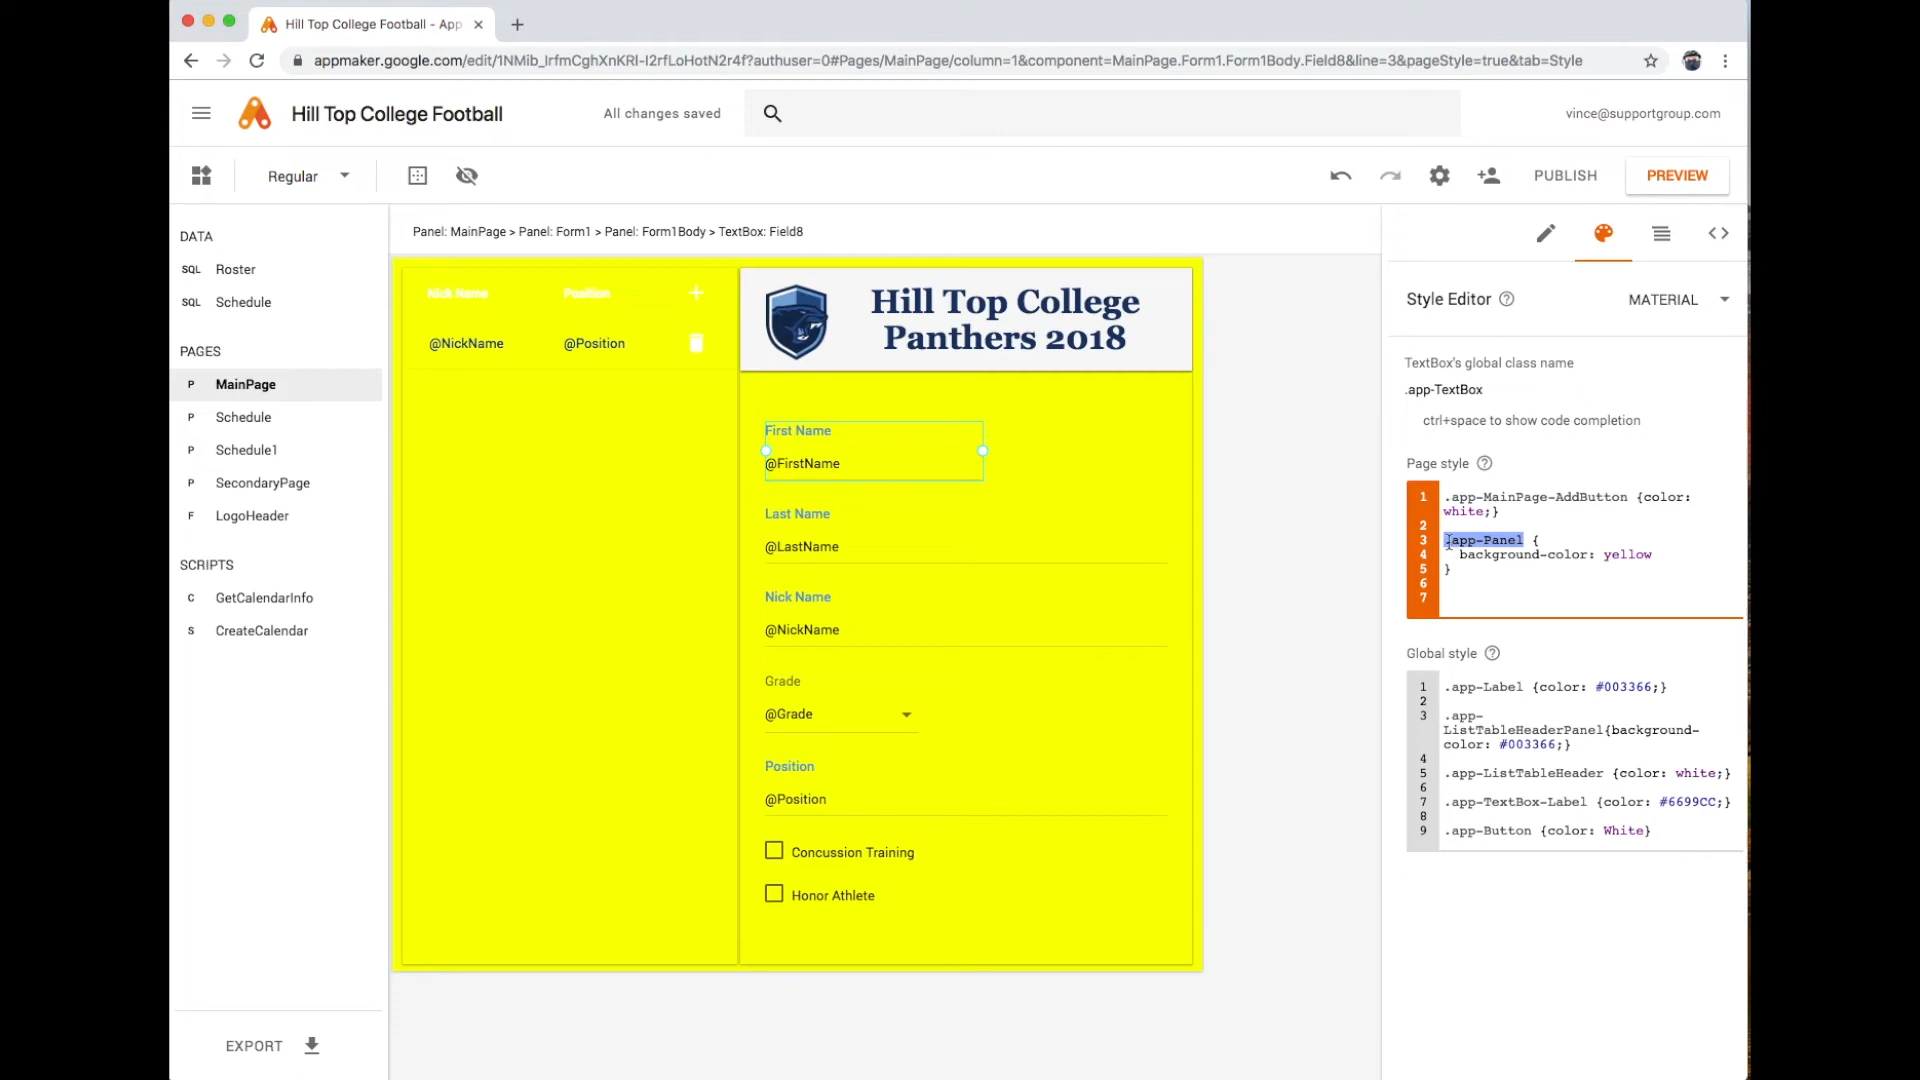 Hill Top College Football - App
appmaker.google.com/edit/1NMib_IrfmCghXnKRI-I2rfLoHotN2r4f?authuser=0#Pages/MainPage/column=1&component=MainPage.Form1.Form1Body.Field8&line=3&pageStyle=true&tab=Style
Hill Top College Football
All changes saved
vince@supportgroup.com
Regular
PUBLISH
PREVIEW
DATA
SQL Roster
SQL Schedule
PAGES
P MainPage
P Schedule
P Schedule1
P SecondaryPage
F LogoHeader
SCRIPTS
C GetCalendarInfo
S CreateCalendar
EXPORT
Panel: MainPage > Panel: Form1 > Panel: Form1Body > TextBox: Field8
Nick Name Position
@NickName @Position
Hill Top College
Panthers 2018
First Name
@FirstName
Last Name
@LastName
Nick Name
@NickName
Grade
@Grade
Position
@Position
Concussion Training
Honor Athlete
Style Editor
MATERIAL
TextBox's global class name
.app-TextBox
ctrl+space to show code completion
Page style
1 .app-MainPage-AddButton {color:
white;}
2
3 .app-Panel {
4 background-color: yellow
5 }
6
7
Global style
1 .app-Label {color: #003366;}
2
3 .app-
ListTableHeaderPanel{background-
color: #003366;}
4
5 .app-ListTableHeader {color: white;}
6
7 .app-TextBox-Label {color: #6699CC;}
8
9 .app-Button {color: White}